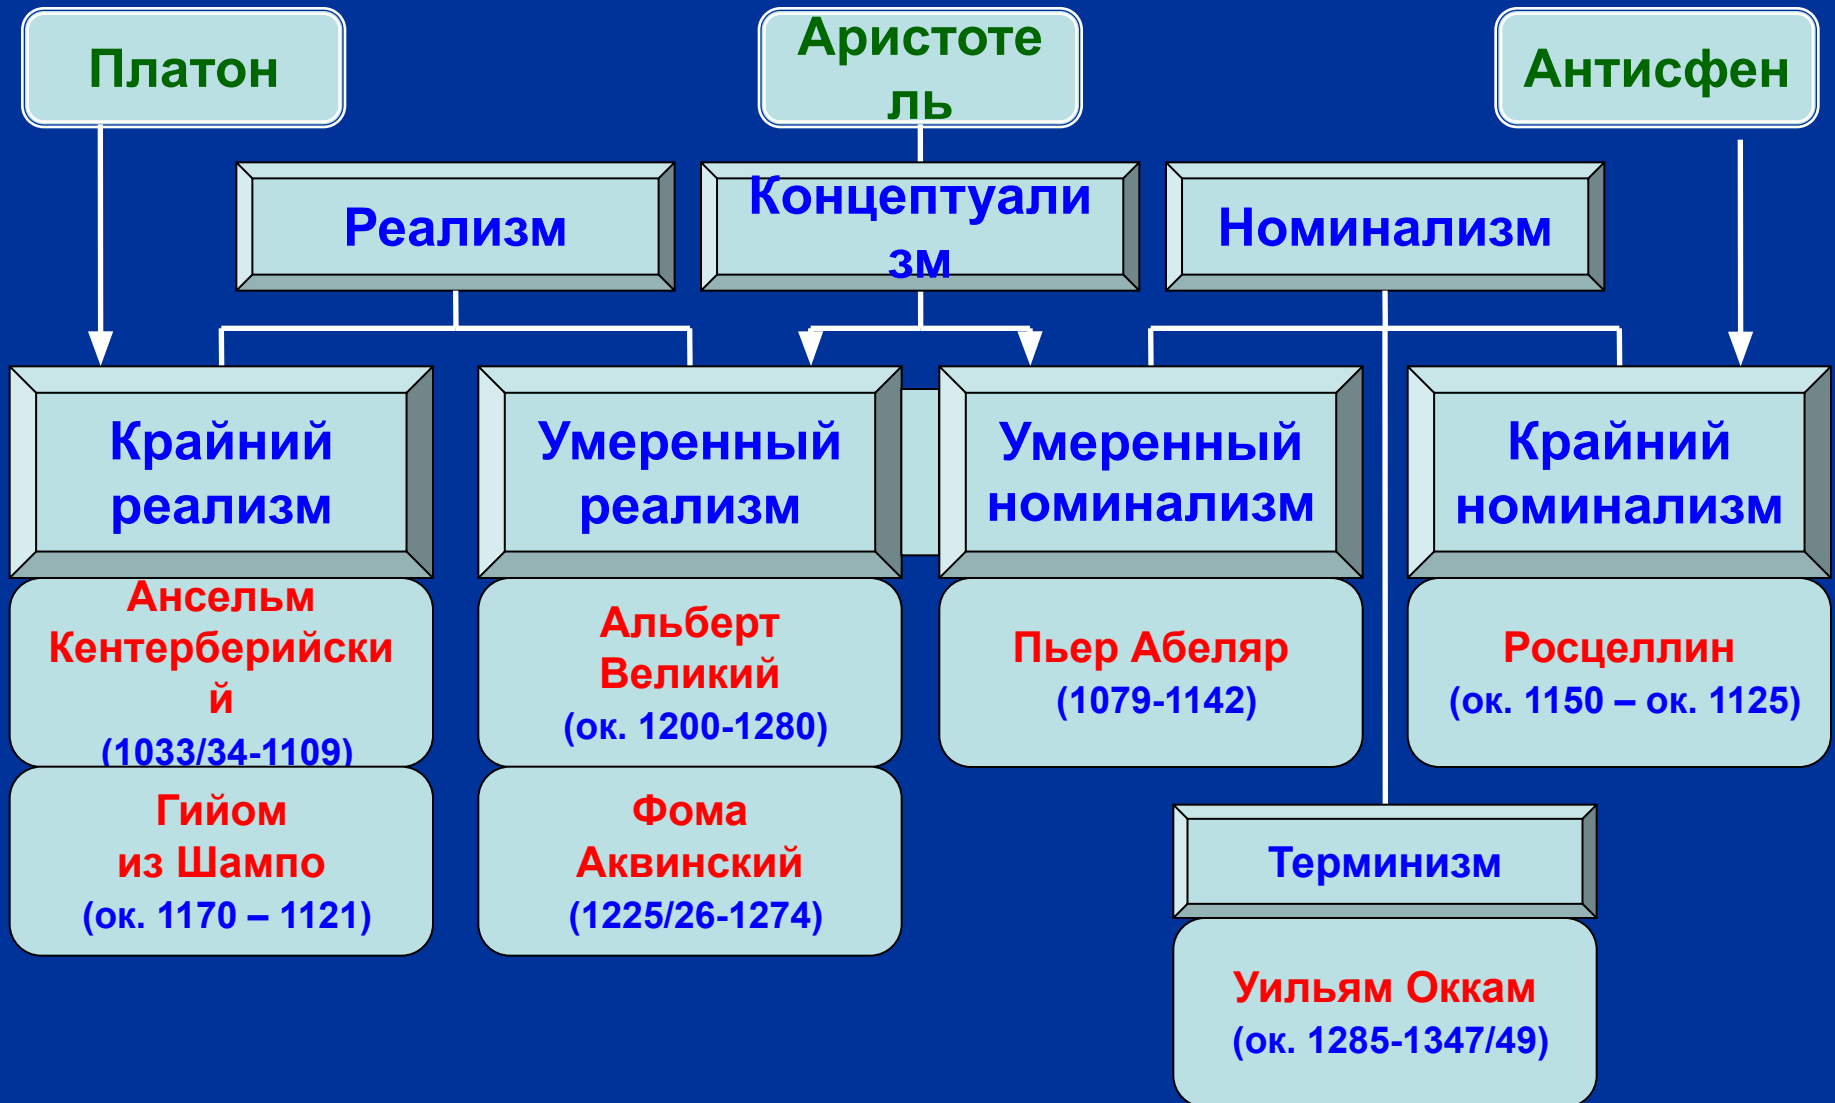 Платон
Аристоте
ль
Антисфен
Реализм
Концептуали
зм
Номинализм
Крайний
реализм
Умеренный
реализм
Умеренный
номинализм
Крайний
номинализм
Ансельм
Кентерберийски
й
(1033/34-1109)
Альберт
Великий
(ок. 1200-1280)
Пьер Абеляр
(1079-1142)
Росцеллин
(ок. 1150 – ок. 1125)
Гийом
из Шампо
(ок. 1170 – 1121)
Фома
Аквинский
(1225/26-1274)
Терминизм
Уильям Оккам
(ок. 1285-1347/49)